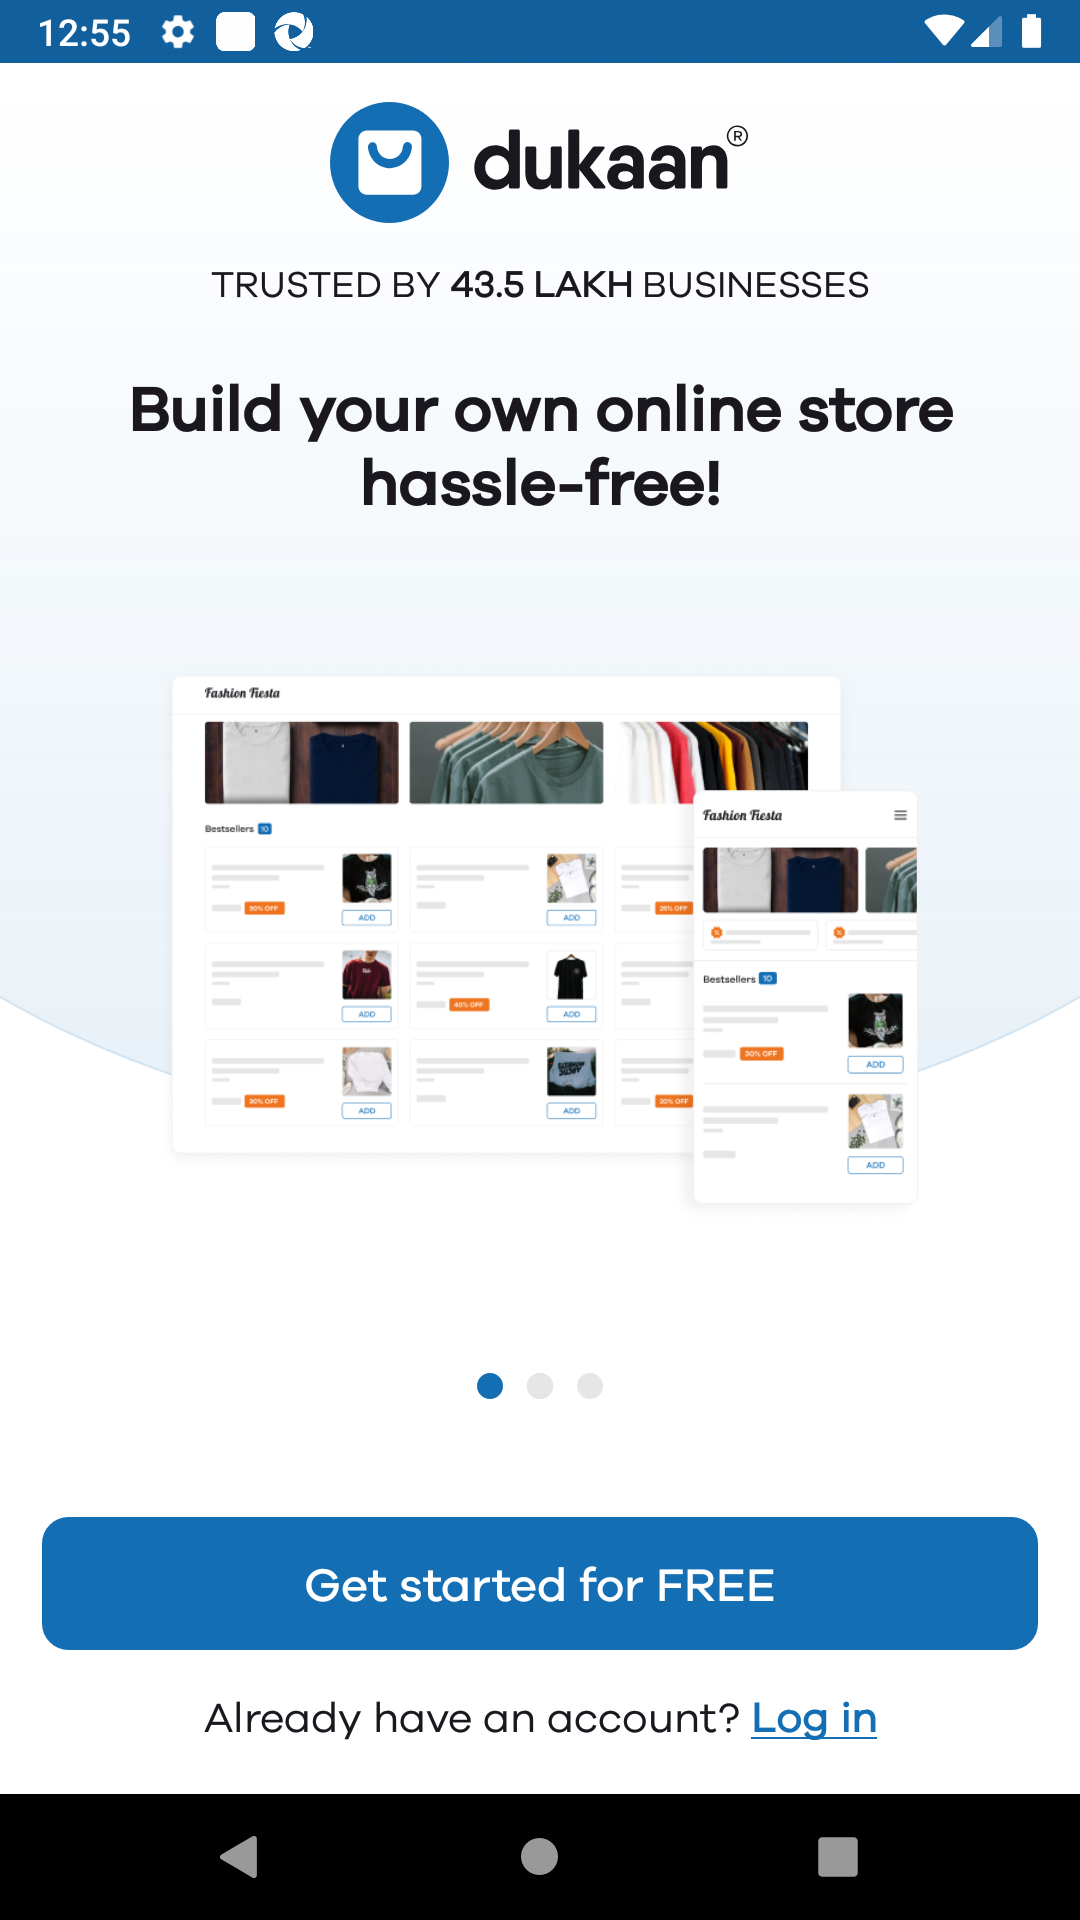 12:55
dukaan®
TRUSTED BY 43.5 LAKH BUSINESSES
Build your own online store
hassle-free!
Fashion Fiesta
Bestsellers 10
30% OFF
ADD
ADD
25% OFF
ADD
40% OFF
ADD
30% OFF
ADD
ADD
20% OFF
Fashion Fiesta
Bestsellers 10
30% OFF
ADD
ADD
Get started for FREE
Already have an account? Log in